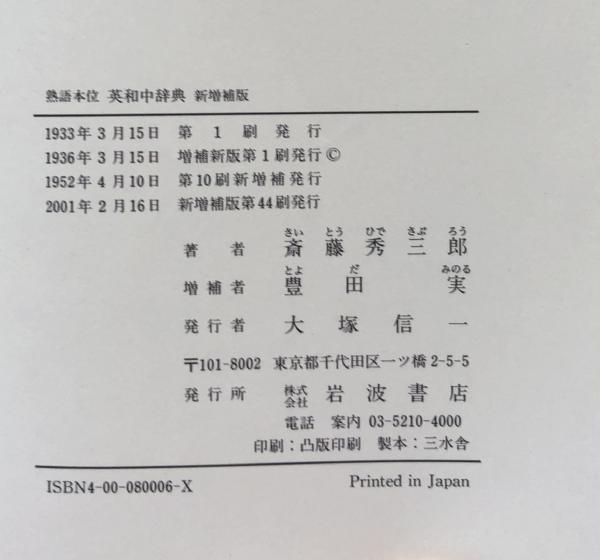 熟語本位 英和中辞典 新増補版
1933年3月15日 第1刷発行
1936年3月15日 増補新版第1刷発行©
1952年4月10日 第10刷新増補発行
2001年2月16日 新増補版第44刷発行
さい とう ひで さぶ ろう
著者 斎藤秀三郎
とよ だ みのる
増補者 豊田実
発行者 大塚信一
〒101-8002 東京都千代田区一ツ橋2-5-5
発行所 株式会社 岩波書店
電話 案内 03-5210-4000
印刷:凸版印刷 製本:三水舎
ISBN4-00-080006-X Printed in Japan